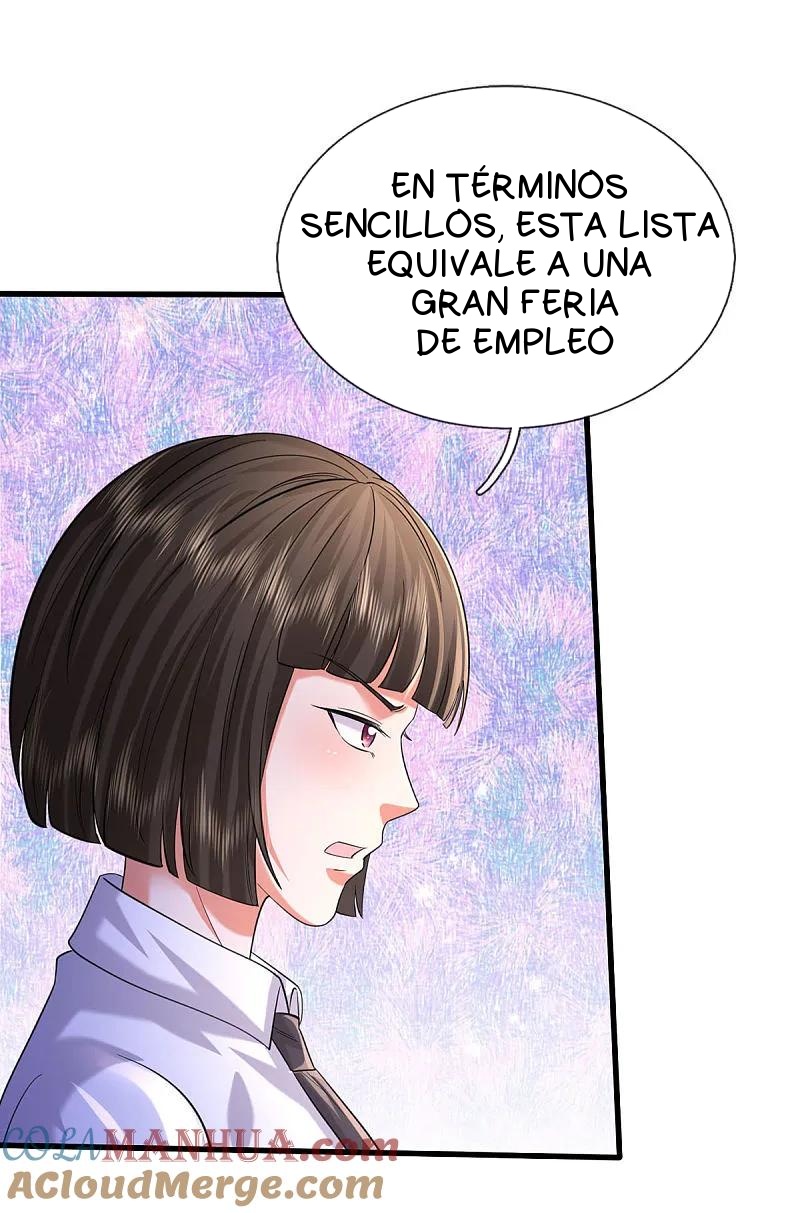 EN TÉRMINOS
SENCILLOS, ESTA LISTA
EQUIVALE A UNA
GRAN FERIA
DE EMPLEO
COLAMANHUA.COM
ACloudMerge.com